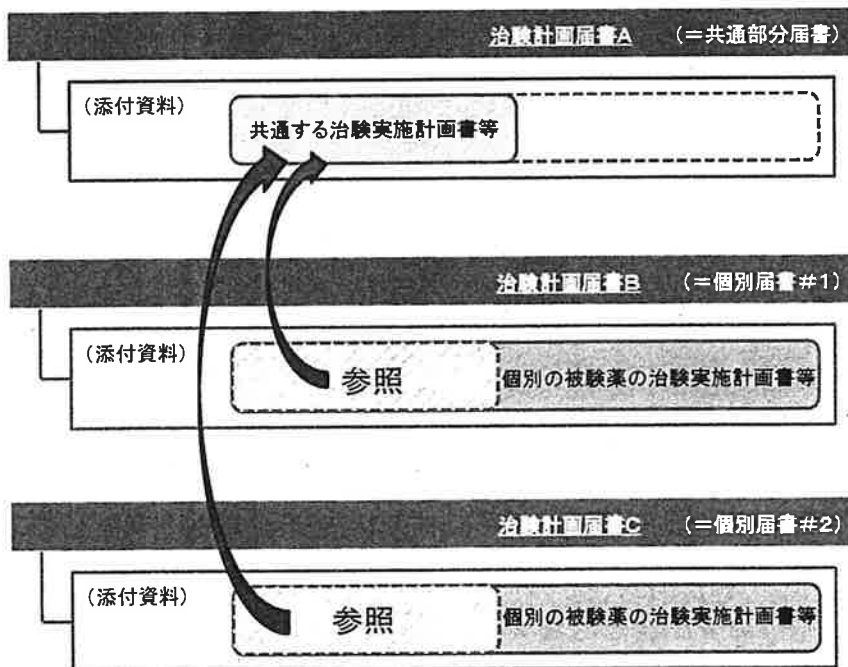 治験計画届書A (=共通部分届書)
(添付資料)
共通する治験実施計画書等
治験計画届書B (=個別届書#1)
(添付資料)
参照
個別の被験薬の治験実施計画書等
治験計画届書C (=個別届書#2)
(添付資料)
参照
個別の被験薬の治験実施計画書等